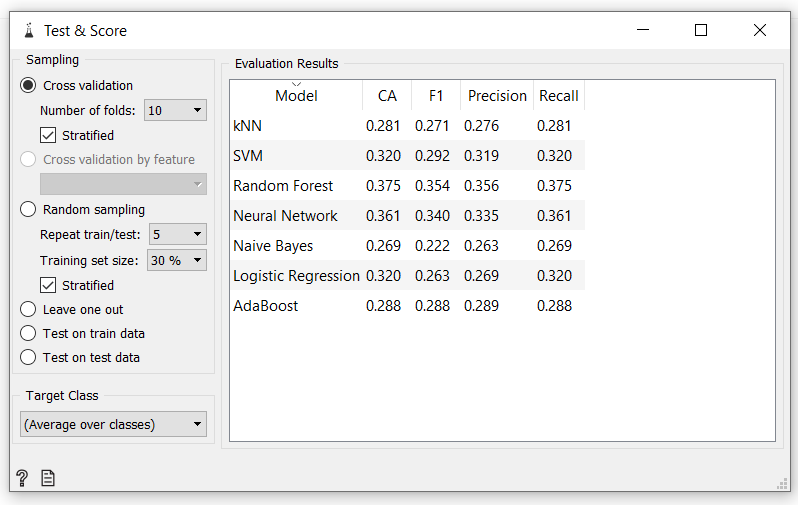 Test & Score
Sampling
Cross validation
Number of folds: 10
Stratified
Cross validation by feature
Random sampling
Repeat train/test: 5
Training set size: 30 %
Stratified
Leave one out
Test on train data
Test on test data
Target Class
(Average over classes)
Evaluation Results
Model CA F1 Precision Recall
kNN 0.281 0.271 0.276 0.281
SVM 0.320 0.292 0.319 0.320
Random Forest 0.375 0.354 0.356 0.375
Neural Network 0.361 0.340 0.335 0.361
Naive Bayes 0.269 0.222 0.263 0.269
Logistic Regression 0.320 0.263 0.269 0.320
AdaBoost 0.288 0.288 0.289 0.288
?